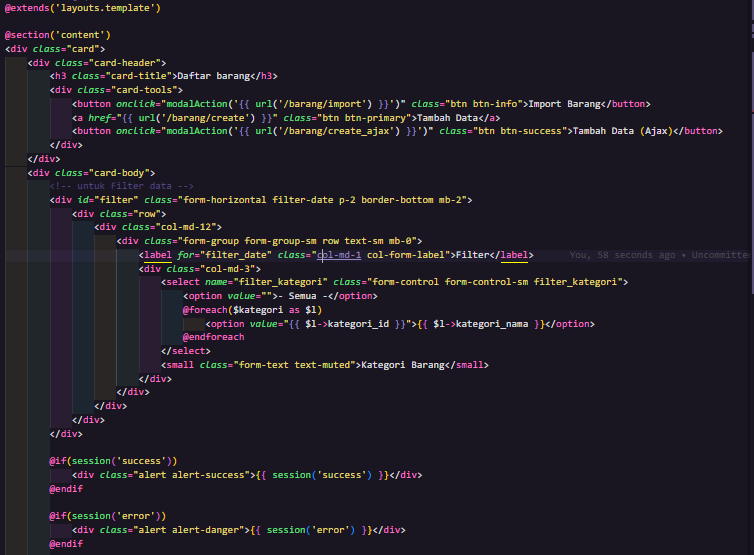 @extends('layouts.template')

@section('content')
<div class="card">
    <div class="card-header">
        <h3 class="card-title">Daftar barang</h3>
        <div class="card-tools">
            <button onclick="modalAction('{{ url('/barang/import') }}')" class="btn btn-info">Import Barang</button>
            <a href="{{ url('/barang/create') }}" class="btn btn-primary">Tambah Data</a>
            <button onclick="modalAction('{{ url('/barang/create_ajax') }}')" class="btn btn-success">Tambah Data (Ajax)</button>
        </div>
    </div>
    <div class="card-body">
        <!-- untuk Filter data -->
        <div id="filter" class="form-horizontal filter-date p-2 border-bottom mb-2">
            <div class="row">
                <div class="col-md-12">
                    <div class="form-group form-group-sm row text-sm mb-0">
                        <label for="filter_date" class="col-md-1 col-form-label">Filter</label> You, 58 seconds ago • Uncommitte
                        <div class="col-md-3">
                            <select name="filter_kategori" class="form-control form-control-sm filter_kategori">
                                <option value="">- Semua -</option>
                                @foreach($kategori as $l)
                                    <option value="{{ $l->kategori_id }}">{{ $l->kategori_nama }}</option>
                                @endforeach
                            </select>
                            <small class="form-text text-muted">Kategori Barang</small>
                        </div>
                    </div>
                </div>
            </div>
        </div>

        @if(session('success'))
            <div class="alert alert-success">{{ session('success') }}</div>
        @endif

        @if(session('error'))
            <div class="alert alert-danger">{{ session('error') }}</div>
        @endif